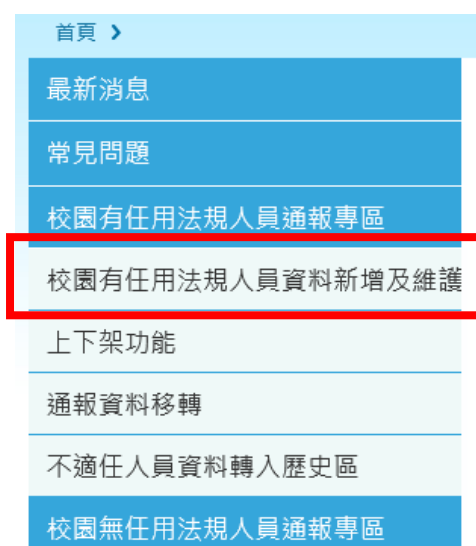 首頁 ❯
最新消息
常見問題
校園有任用法規人員通報專區
校園有任用法規人員資料新增及維護
上下架功能
通報資料移轉
不適任人員資料轉入歷史區
校園無任用法規人員通報專區